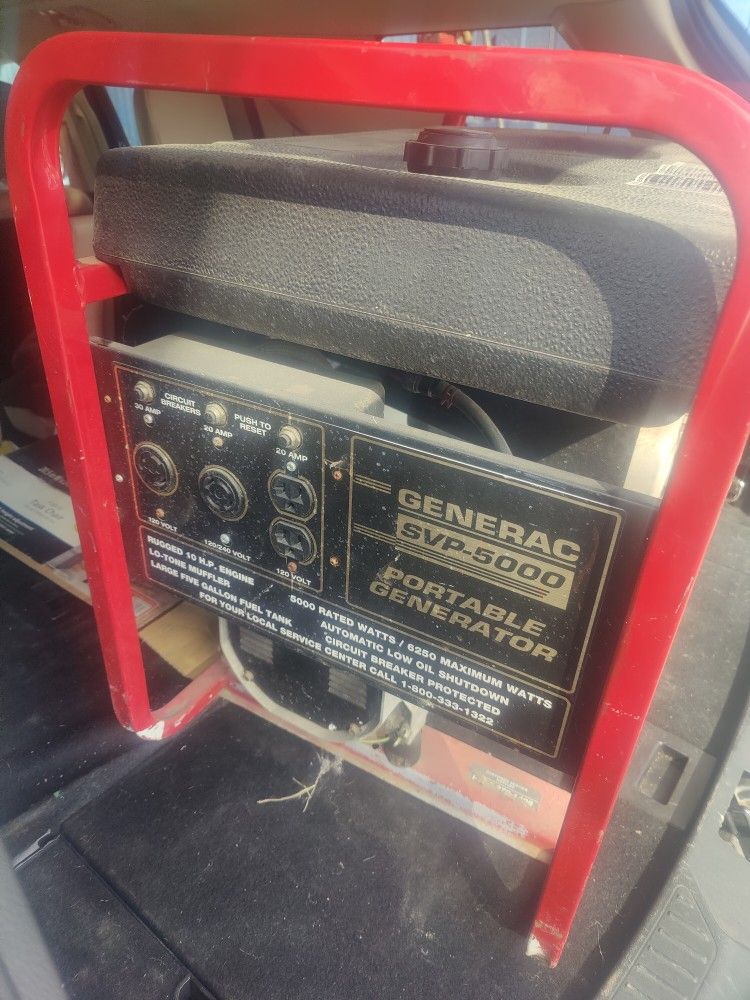 CIRCUIT
BREAKERS
PUSH TO
RESET
30 AMP
20 AMP
20 AMP
120 VOLT
120/240 VOLT
120 VOLT
GENERAC
SVP-5000
PORTABLE
GENERATOR
RUGGED 10 H.P. ENGINE
LO-TONE MUFFLER
LARGE FIVE GALLON FUEL TANK
5000 RATED WATTS / 6250 MAXIMUM WATTS
AUTOMATIC LOW OIL SHUTDOWN
CIRCUIT BREAKER PROTECTED
FOR YOUR LOCAL SERVICE CENTER CALL 1-800-333-1322